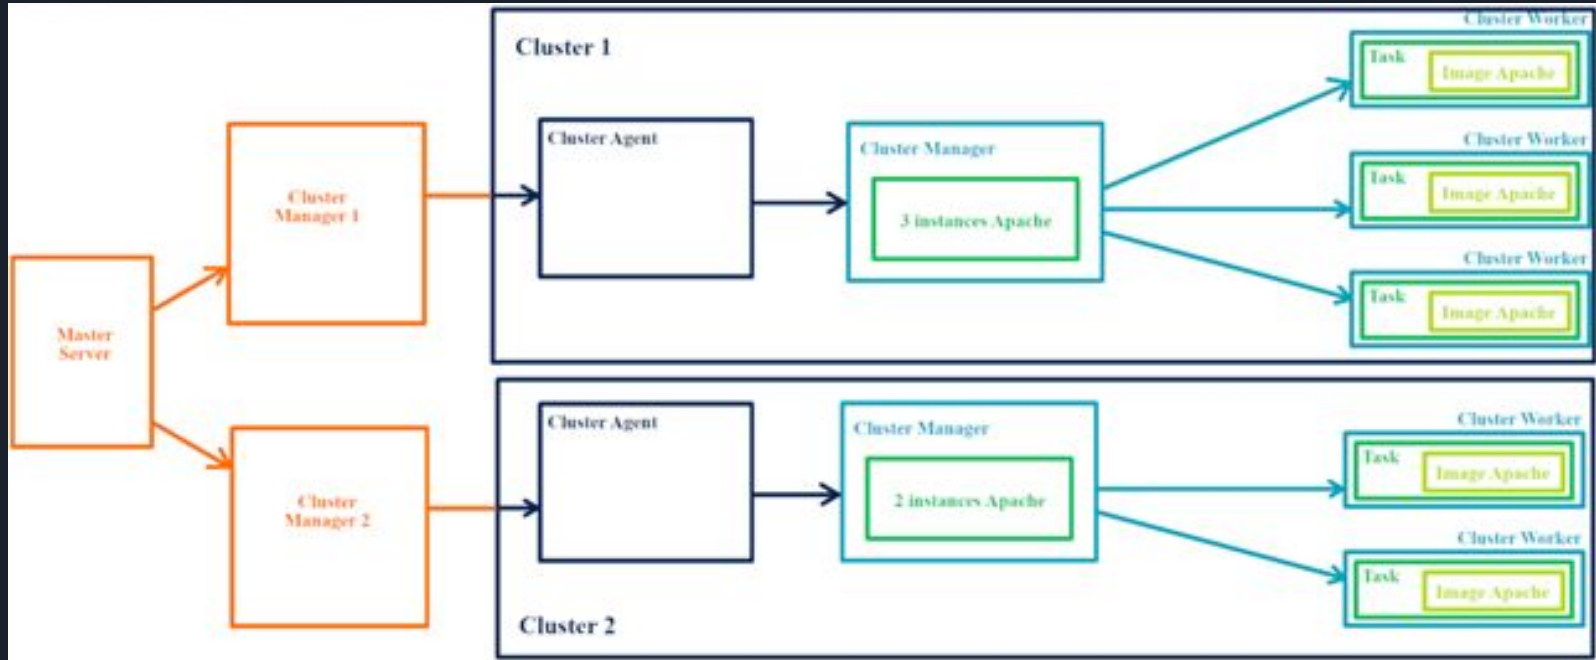 Cluster 1
Master
Server
Cluster
Manager 1
Cluster Agent
Cluster Manager
3 instances Apache
Cluster Worker
Task
Image Apache
Cluster Worker
Task
Image Apache
Cluster Worker
Task
Image Apache
Cluster
Manager 2
Cluster Agent
Cluster Manager
2 instances Apache
Cluster Worker
Task
Image Apache
Cluster Worker
Task
Image Apache
Cluster 2